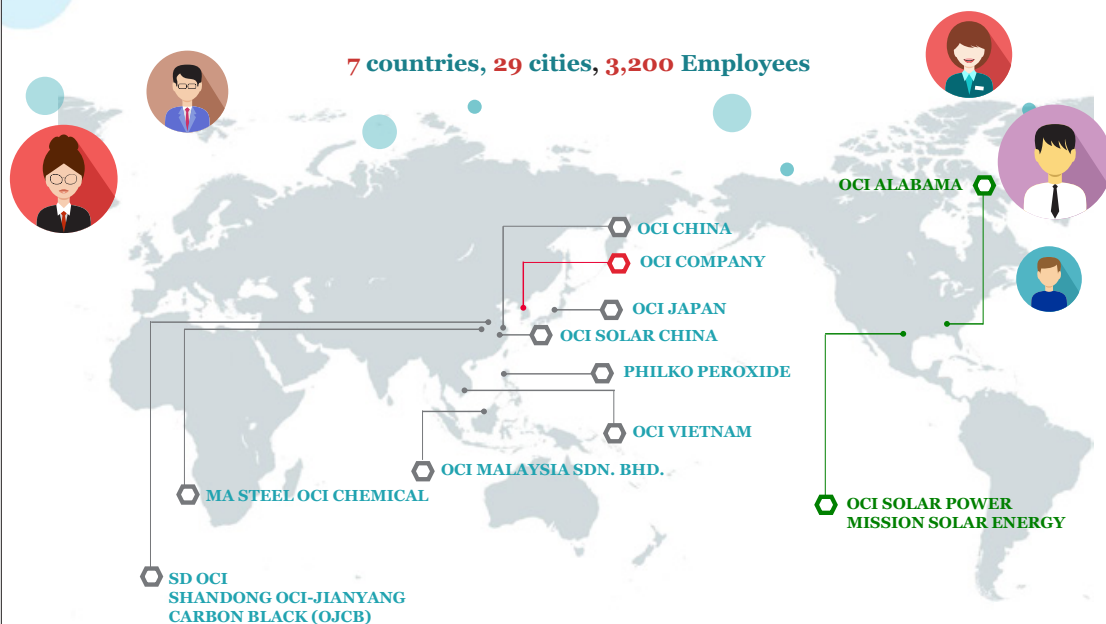 7 countries, 29 cities, 3,200 Employees
OCI ALABAMA
OCI CHINA
OCI COMPANY
OCI JAPAN
OCI SOLAR CHINA
PHILKO PEROXIDE
OCI VIETNAM
OCI MALAYSIA SDN. BHD.
MA STEEL OCI CHEMICAL
OCI SOLAR POWER
MISSION SOLAR ENERGY
SD OCI
SHANDONG OCI-JIANYANG
CARBON BLACK (OJCB)